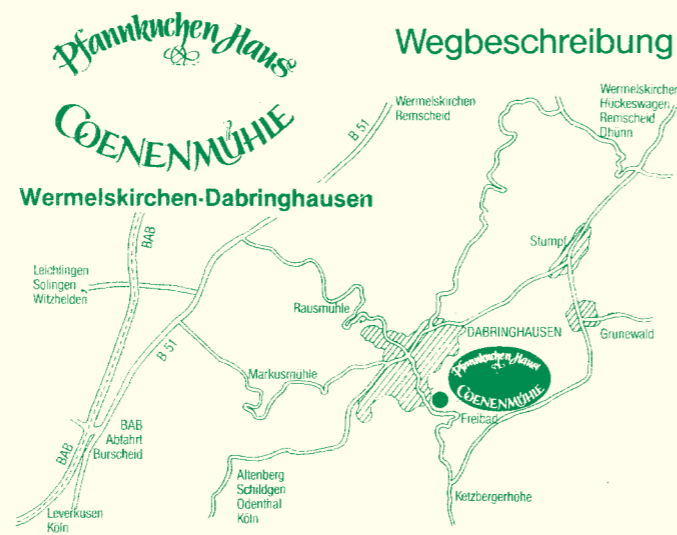 Pfannkuchen Haus
COENENMÜHLE
Wermelskirchen-Dabringhausen
Wegbeschreibung
Wermelskirchen
Remscheid
B 51
Wermelskirchen
Hückeswagen
Remscheid
Dhünn
BAB
Leichlingen
Solingen
Witzhelden
Stumpf
Rausmühle
DABRINGHAUSEN
Grunewald
B 51
Markusmühle
Pfannkuchen Haus
COENENMÜHLE
Freibad
BAB
Abfahrt
Burscheid
BAB
Altenberg
Schildgen
Odenthal
Köln
Ketzbergerhohe
Leverkusen
Köln